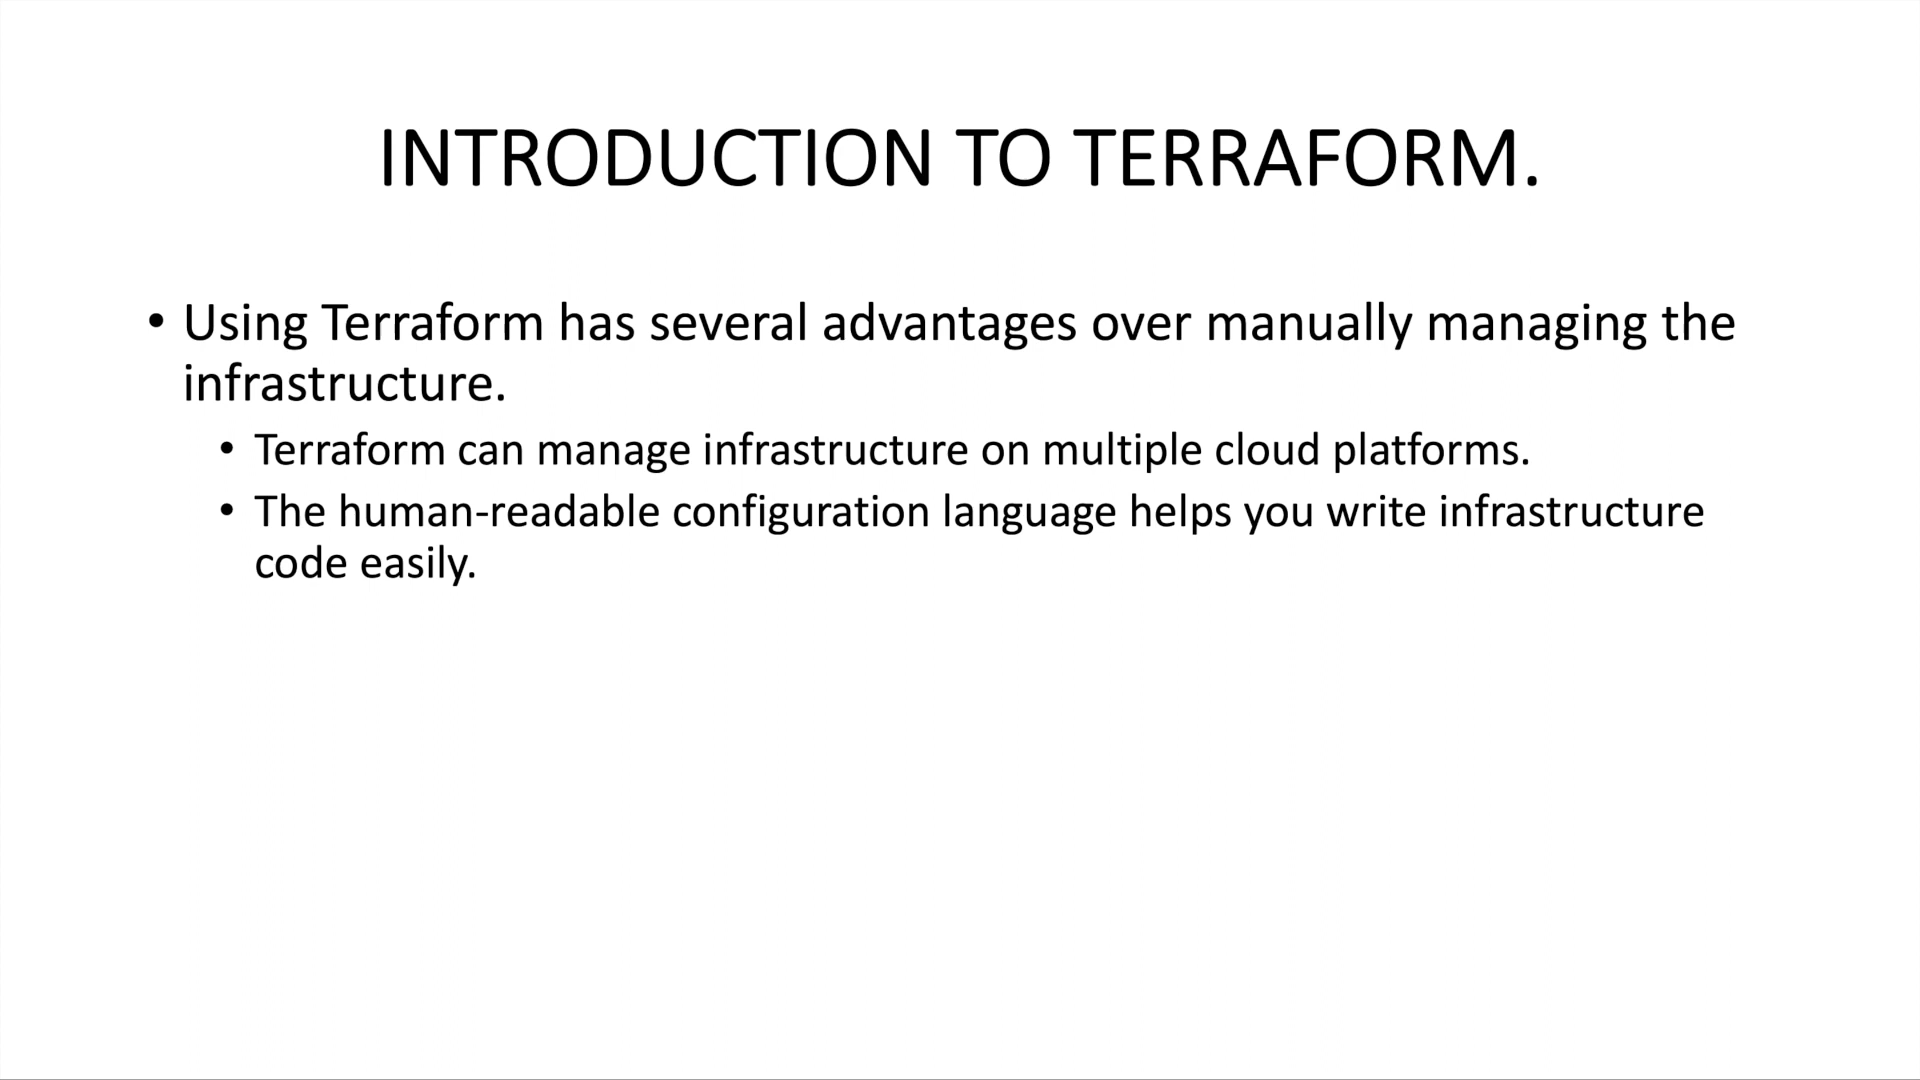 INTRODUCTION TO TERRAFORM.
• Using Terraform has several advantages over manually managing the
infrastructure.
• Terraform can manage infrastructure on multiple cloud platforms.
• The human-readable configuration language helps you write infrastructure
code easily.